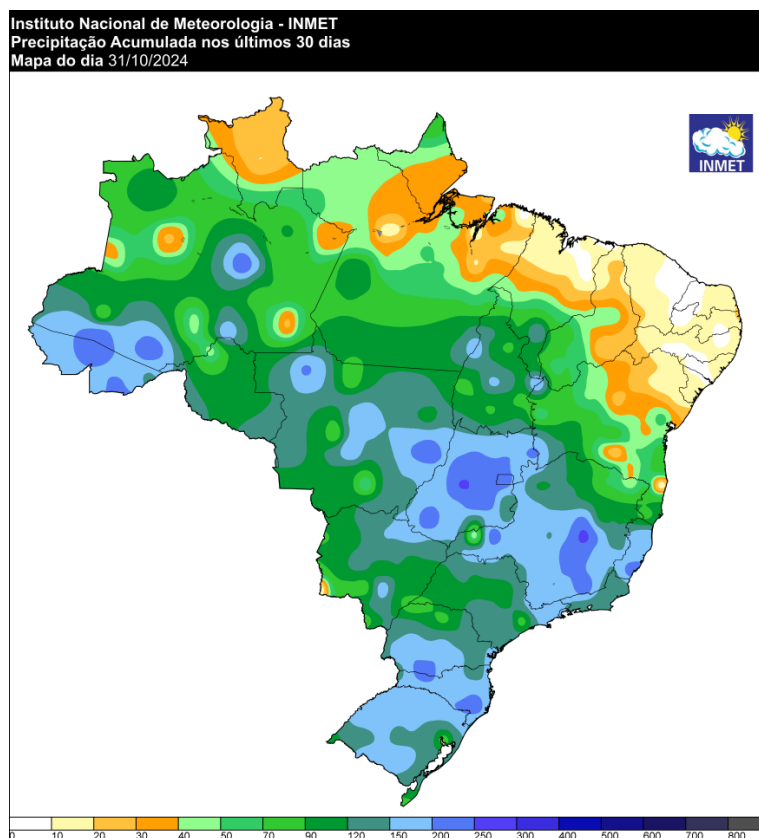 Instituto Nacional de Meteorologia - INMET
Precipitação Acumulada nos últimos 30 dias
Mapa do dia 31/10/2024
INMET
0 10 20 30 40 50 70 90 120 150 200 250 300 400 500 600 700 800